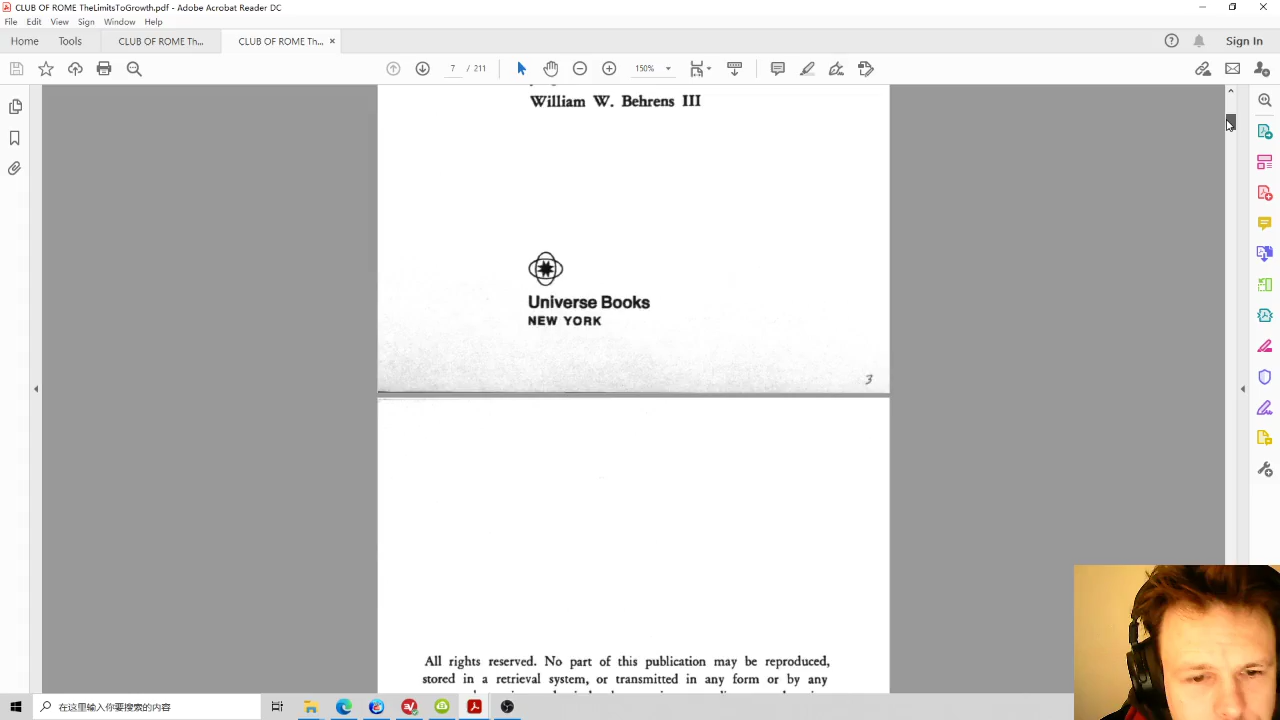 CLUB OF ROME TheLimitsToGrowth.pdf - Adobe Acrobat Reader DC
File Edit View Sign Window Help
Home Tools CLUB OF ROME Th... CLUB OF ROME Th... ×
Sign In
7 / 211 150%
William W. Behrens III
Universe Books
NEW YORK
3
All rights reserved. No part of this publication may be reproduced,
stored in a retrieval system, or transmitted in any form or by any
在这里输入你要搜索的内容